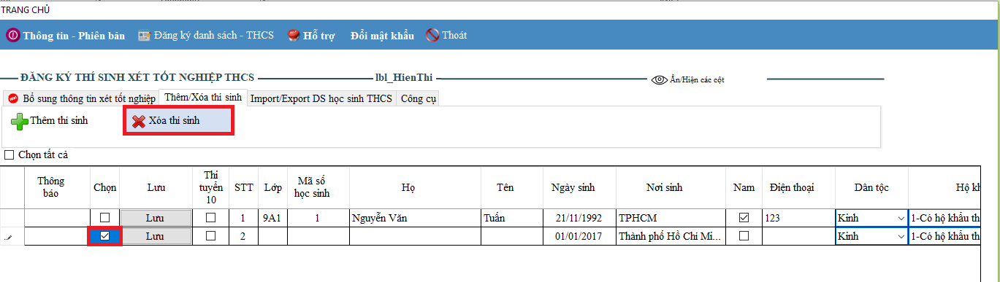 TRANG CHỦ
Thông tin - Phiên bản Đăng ký danh sách - THCS Hỗ trợ Đổi mật khẩu Thoát
ĐĂNG KÝ THÍ SINH XÉT TỐT NGHIỆP THCS lbl_HienThi Ẩn/Hiện các cột
Bổ sung thông tin xét tốt nghiệp Thêm/Xóa thí sinh Import/Export DS học sinh THCS Công cụ
Thêm thí sinh Xóa thí sinh
Chọn tất cả
Thông báo Chọn Lưu Thi tuyển 10 STT Lớp Mã số học sinh Họ Tên Ngày sinh Nơi sinh Nam Điện thoại Dân tộc Hộ kh
Lưu 1 9A1 1 Nguyễn Văn Tuấn 21/11/1992 TPHCM 123 Kinh 1-Có hộ khẩu th
Lưu 2 01/01/2017 Thành phố Hồ Chí Mi... Kinh 1-Có hộ khẩu th